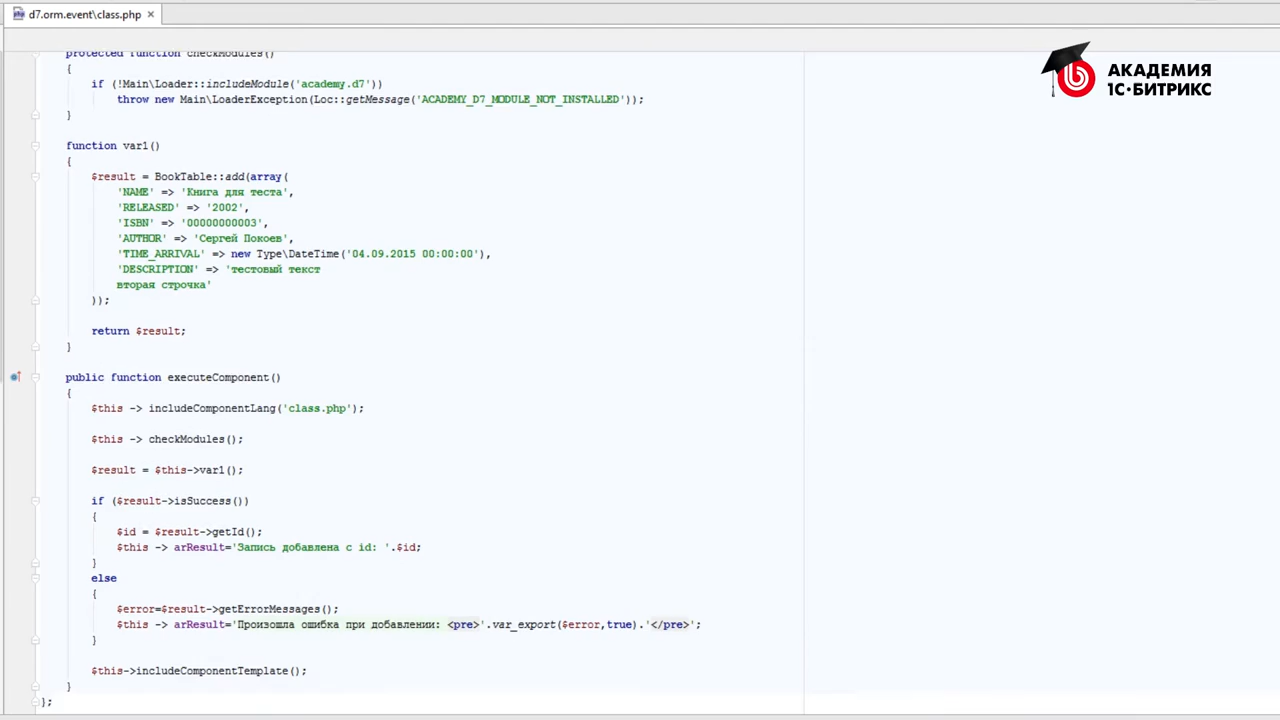 d7.orm.event\class.php
АКАДЕМИЯ
1С·БИТРИКС
protected function checkModules()
{
if (!Main\Loader::includeModule('academy.d7'))
throw new Main\LoaderException(Loc::getMessage('ACADEMY_D7_MODULE_NOT_INSTALLED'));
}
function var1()
{
$result = BookTable::add(array(
'NAME' => 'Книга для теста',
'RELEASED' => '2002',
'ISBN' => '00000000003',
'AUTHOR' => 'Сергей Покоев',
'TIME_ARRIVAL' => new Type\DateTime('04.09.2015 00:00:00'),
'DESCRIPTION' => 'тестовый текст
вторая строчка'
));
return $result;
}
public function executeComponent()
{
$this -> includeComponentLang('class.php');
$this -> checkModules();
$result = $this->var1();
if ($result->isSuccess())
{
$id = $result->getId();
$this -> arResult='Запись добавлена с id: '.$id;
}
else
{
$error=$result->getErrorMessages();
$this -> arResult='Произошла ошибка при добавлении: <pre>'.var_export($error,true).'</pre>';
}
$this->includeComponentTemplate();
}
};